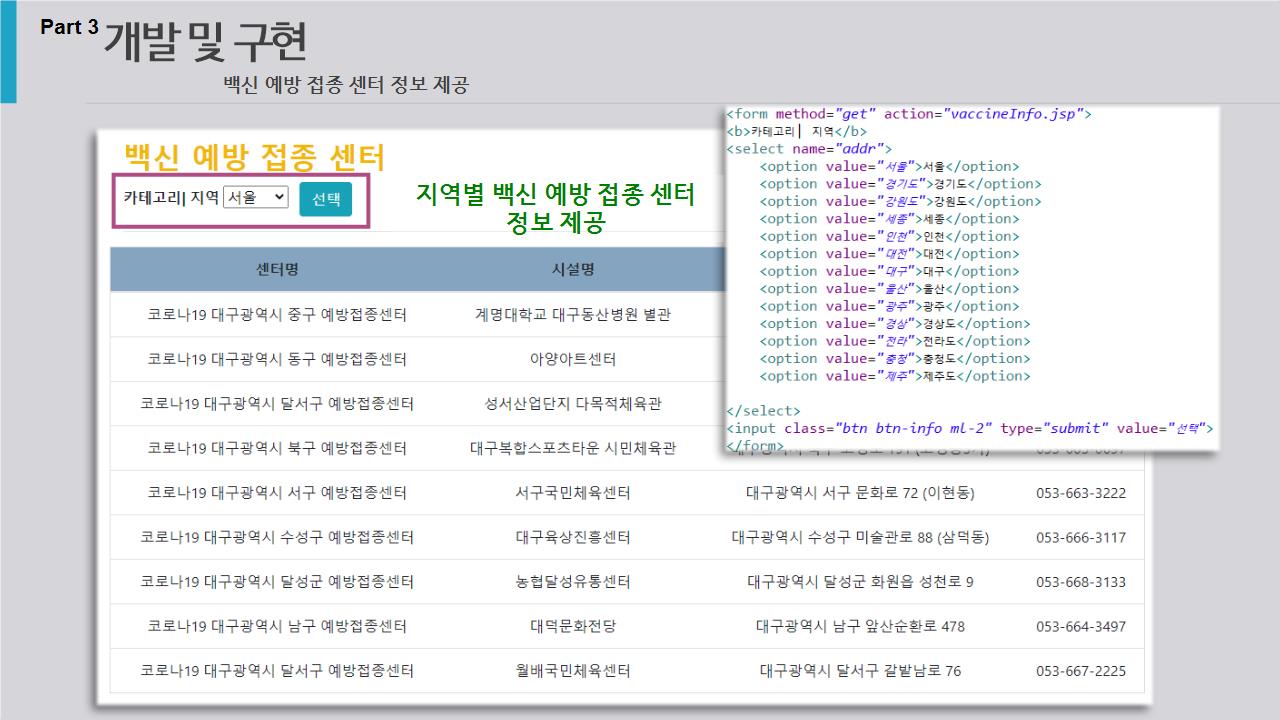 Part 3 개발 및 구현
백신 예방 접종 센터 정보 제공
백신 예방 접종 센터
카테고리| 지역 서울 선택
지역별 백신 예방 접종 센터
정보 제공
<form method="get" action="vaccineInfo.jsp">
<b>카테고리| 지역</b>
<select name="addr">
<option value="서울">서울</option>
<option value="경기도">경기도</option>
<option value="강원도">강원도</option>
<option value="세종">세종</option>
<option value="인천">인천</option>
<option value="대전">대전</option>
<option value="대구">대구</option>
<option value="울산">울산</option>
<option value="광주">광주</option>
<option value="경상">경상도</option>
<option value="전라">전라도</option>
<option value="충청">충청도</option>
<option value="제주">제주도</option>
</select>
<input class="btn btn-info ml-2" type="submit" value="선택">
</form>
센터명 시설명
코로나19 대구광역시 중구 예방접종센터 계명대학교 대구동산병원 별관
코로나19 대구광역시 동구 예방접종센터 아양아트센터
코로나19 대구광역시 달서구 예방접종센터 성서산업단지 다목적체육관
코로나19 대구광역시 북구 예방접종센터 대구복합스포츠타운 시민체육관
코로나19 대구광역시 서구 예방접종센터 서구국민체육센터 대구광역시 서구 문화로 72 (이현동) 053-663-3222
코로나19 대구광역시 수성구 예방접종센터 대구육상진흥센터 대구광역시 수성구 미술관로 88 (삼덕동) 053-666-3117
코로나19 대구광역시 달성군 예방접종센터 농협달성유통센터 대구광역시 달성군 화원읍 성천로 9 053-668-3133
코로나19 대구광역시 남구 예방접종센터 대덕문화전당 대구광역시 남구 앞산순환로 478 053-664-3497
코로나19 대구광역시 달서구 예방접종센터 월배국민체육센터 대구광역시 달서구 갈밭남로 76 053-667-2225